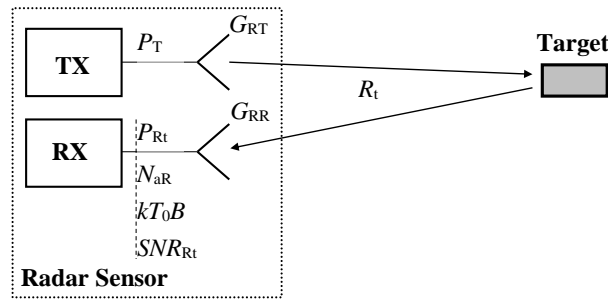 G_RT
P_T
TX
Target
R_t
G_RR
P_Rt
RX
N_aR
kT_0B
SNR_Rt
Radar Sensor